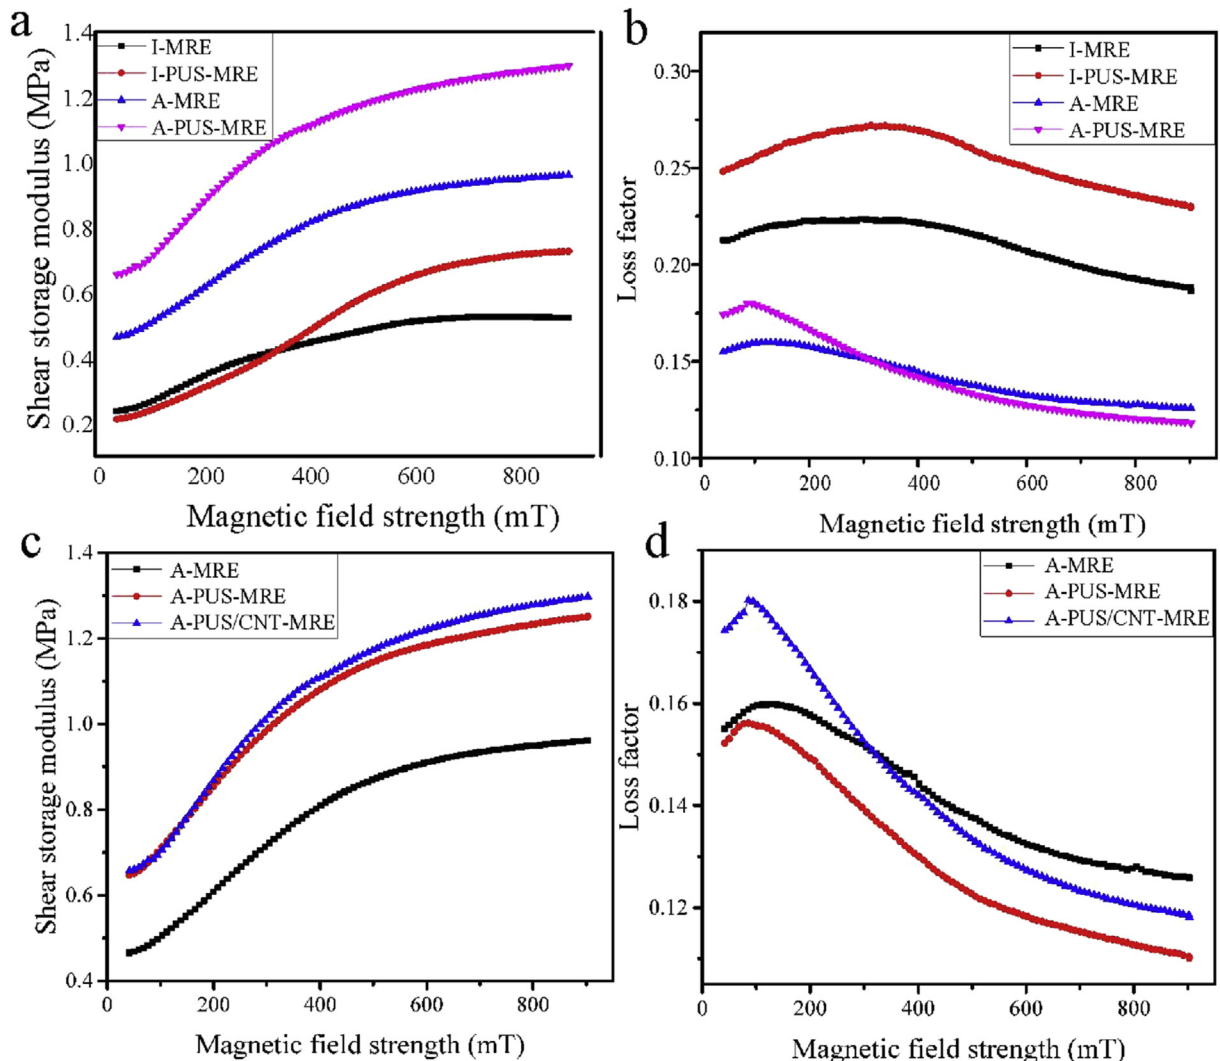 a
Shear storage modulus (MPa)
1.4
1.2
1.0
0.8
0.6
0.4
0.2
0
200
400
600
800
Magnetic field strength (mT)
I-MRE
I-PUS-MRE
A-MRE
A-PUS-MRE
b
Loss factor
0.30
0.25
0.20
0.15
0.10
0
200
400
600
800
Magnetic field strength (mT)
I-MRE
I-PUS-MRE
A-MRE
A-PUS-MRE
c
Shear storage modulus (MPa)
1.4
1.2
1.0
0.8
0.6
0.4
0
200
400
600
800
Magnetic field strength (mT)
A-MRE
A-PUS-MRE
A-PUS/CNT-MRE
d
Loss factor
0.18
0.16
0.14
0.12
0
200
400
600
800
Magnetic field strength (mT)
A-MRE
A-PUS-MRE
A-PUS/CNT-MRE